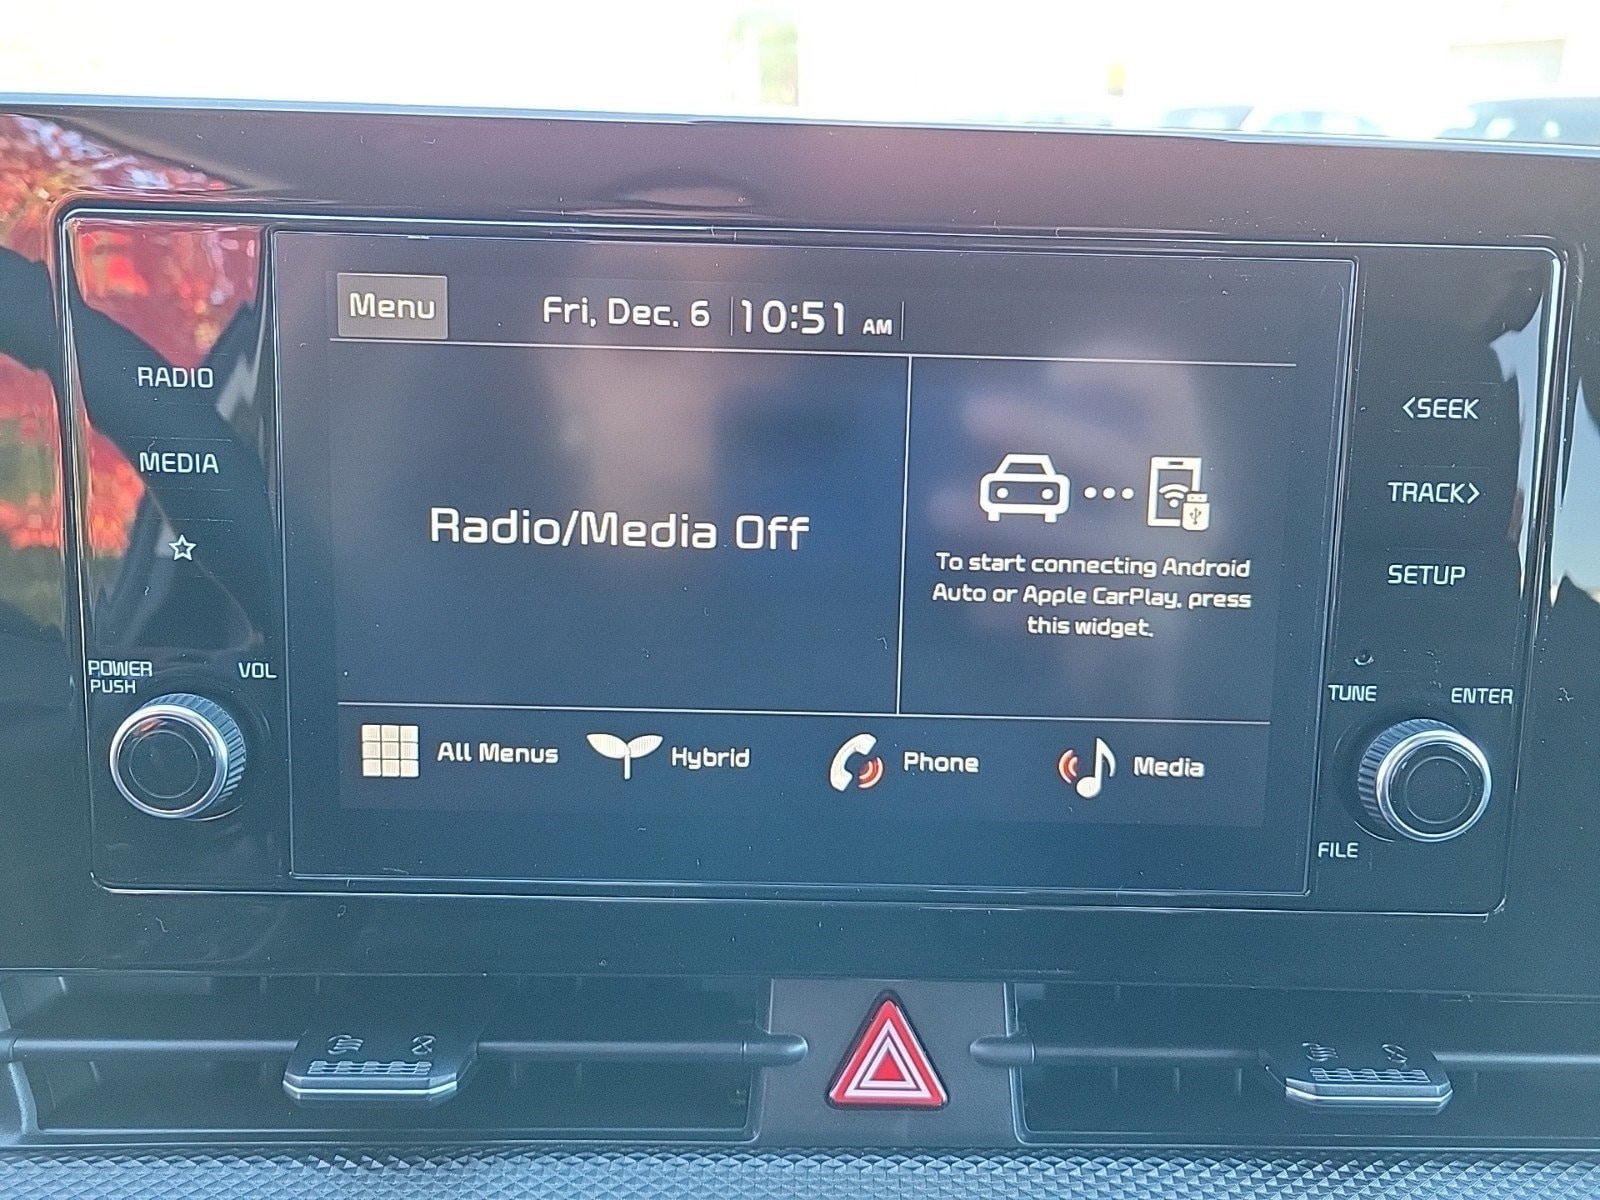 Menu
Fri, Dec. 6
10:51 AM
RADIO
MEDIA
POWER
PUSH
VOL
Radio/Media Off
To start connecting Android
Auto or Apple CarPlay, press
this widget.
All Menus
Hybrid
Phone
Media
<SEEK
TRACK>
SETUP
TUNE
ENTER
FILE